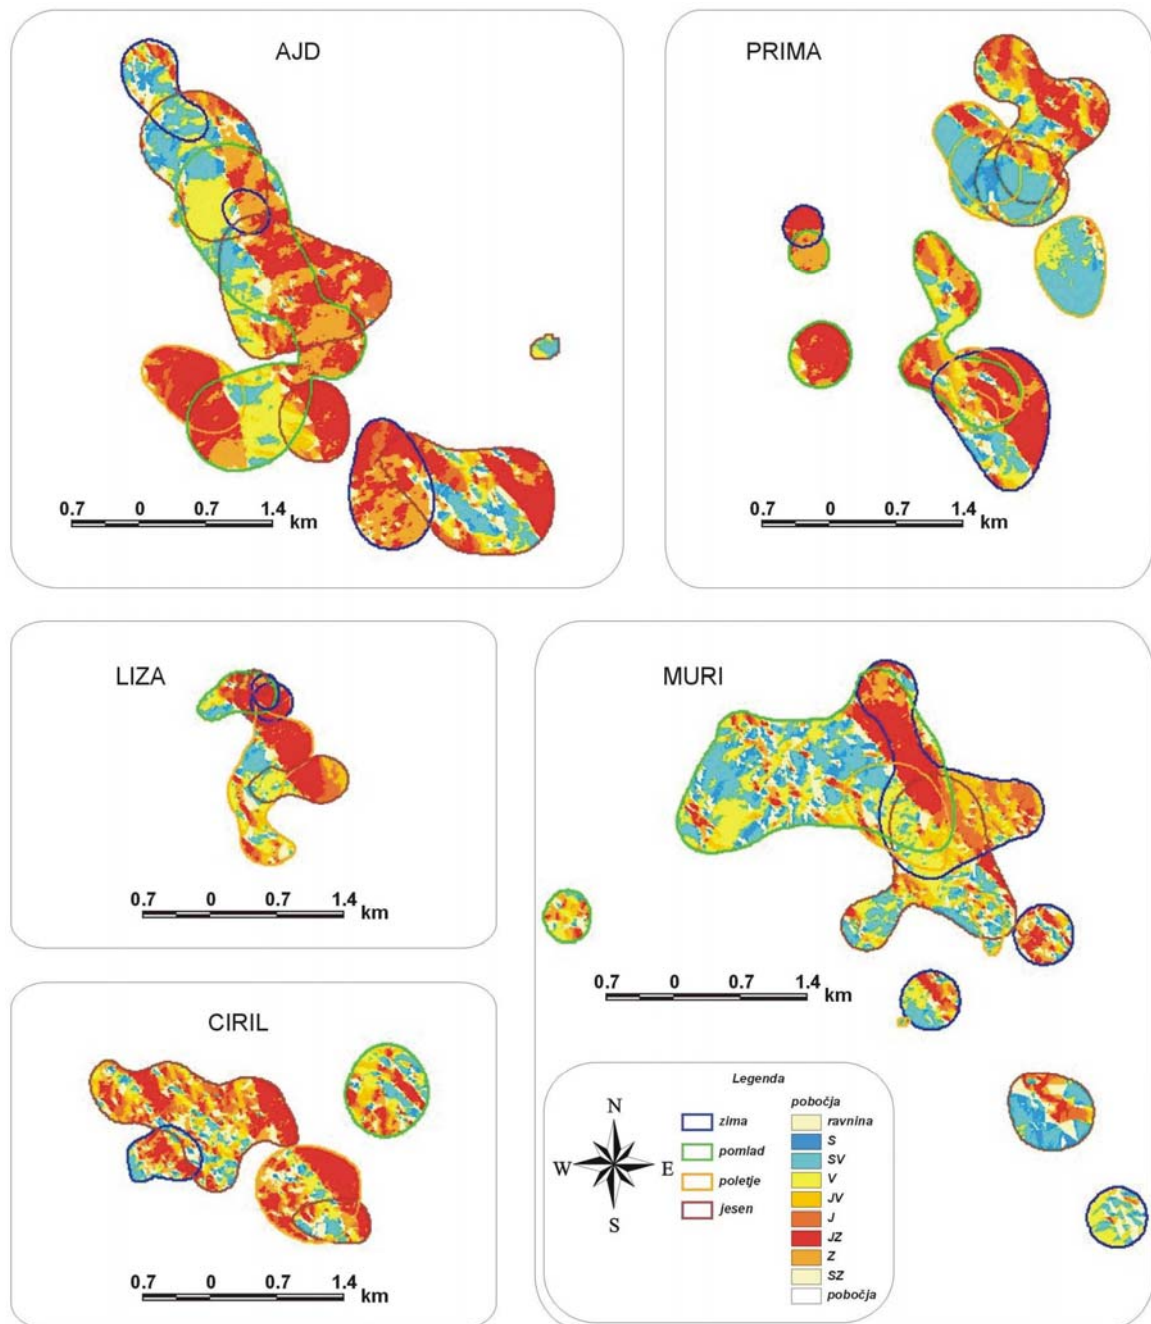 AJD
0.7 0 0.7 1.4 km
PRIMA
0.7 0 0.7 1.4 km
LIZA
0.7 0 0.7 1.4 km
MURI
0.7 0 0.7 1.4 km
CIRIL
0.7 0 0.7 1.4 km
N
W E
S
Legenda
zima
pomlad
poletje
jesen
pobočja
ravnina
S
SV
V
JV
J
JZ
Z
SZ
pobočja